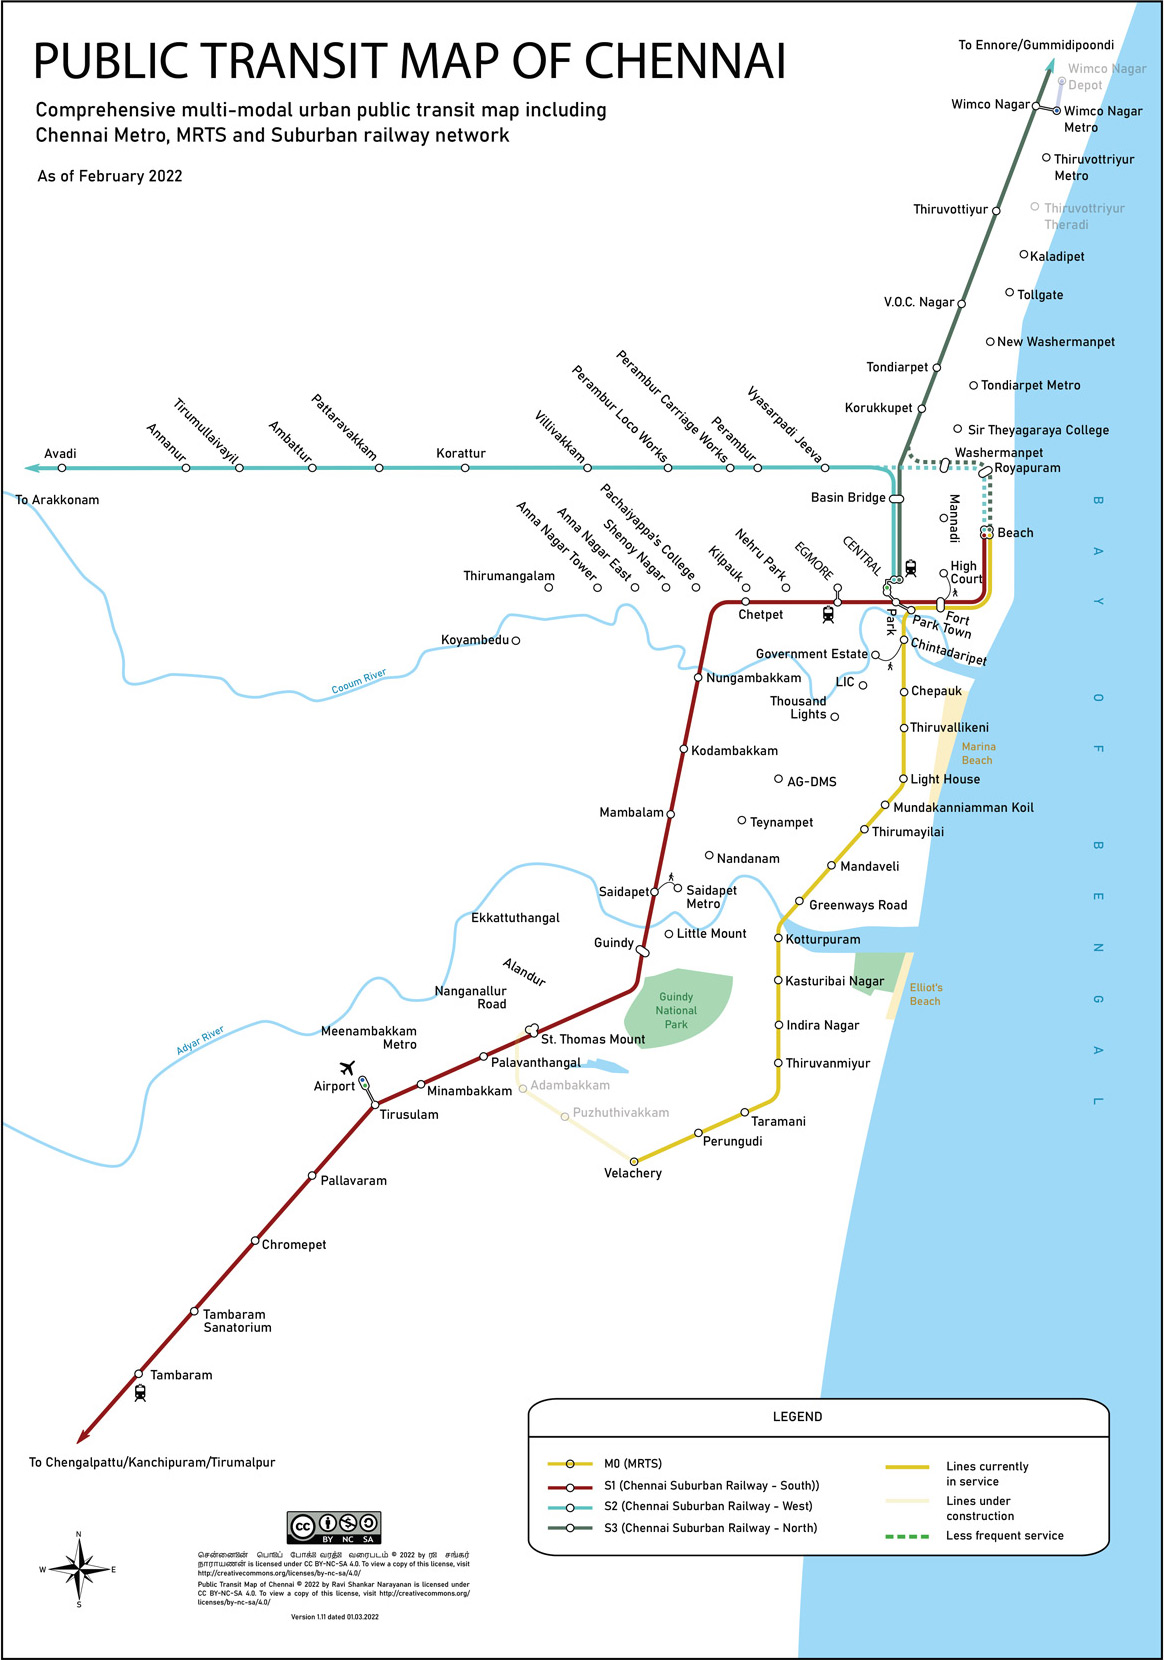 PUBLIC TRANSIT MAP OF CHENNAI
Comprehensive multi-modal urban public transit map including
Chennai Metro, MRTS and Suburban railway network
As of February 2022
To Ennore/Gummidipoondi
Wimco Nagar
Depot
Wimco Nagar
Wimco Nagar
Metro
Thiruvottriyur
Metro
Thiruvottiyur
Thiruvottriyur
Theradi
Kaladipet
Tollgate
V.O.C. Nagar
New Washermanpet
Tondiarpet
Tondiarpet Metro
Korukkupet
Sir Theyagaraya College
Washermanpet
Royapuram
Avadi
Annanur
Tirumullaivayil
Ambattur
Pattaravakkam
Korattur
Villivakkam
Perambur Loco Works
Perambur Carriage Works
Perambur
Vyasarpadi Jeeva
To Arakkonam
Basin Bridge
Mannadi
Beach
High
Court
Thirumangalam
Anna Nagar Tower
Anna Nagar East
Shenoy Nagar
Pachaiyappa's College
Kilpauk
Nehru Park
EGMORE
CENTRAL
Chetpet
Park
Park Town
Fort
Koyambedu
Cooum River
Government Estate
Chintadaripet
Nungambakkam
LIC
Thousand
Lights
Chepauk
Thiruvallikeni
Marina
Beach
Kodambakkam
AG-DMS
Light House
Mambalam
Teynampet
Mundakanniamman Koil
Thirumayilai
Nandanam
Mandaveli
Saidapet
Saidapet
Metro
Greenways Road
Ekkattuthangal
Little Mount
Guindy
Kotturpuram
Alandur
Kasturibai Nagar
Elliot's
Beach
Nanganallur
Road
Guindy
National
Park
Indira Nagar
Adyar River
Meenambakkam
Metro
St. Thomas Mount
Palavanthangal
Thiruvanmiyur
Airport
Minambakkam
Adambakkam
Tirusulam
Puzhuthivakkam
Taramani
Perungudi
Velachery
Pallavaram
Chromepet
Tambaram
Sanatorium
Tambaram
To Chengalpattu/Kanchipuram/Tirumalpur
BAY OF BENGAL
LEGEND
M0 (MRTS)
S1 (Chennai Suburban Railway - South))
S2 (Chennai Suburban Railway - West)
S3 (Chennai Suburban Railway - North)
Lines currently
in service
Lines under
construction
Less frequent service
N
W
E
S
cc
BY NC SA
சென்னையின் பொது போக்குவரத்து வரைபடம் © 2022 by ரவி சங்கர்
நாராயணன் is licensed under CC BY-NC-SA 4.0. To view a copy of this license, visit
http://creativecommons.org/licenses/by-nc-sa/4.0/
Public Transit Map of Chennai © 2022 by Ravi Shankar Narayanan is licensed under
CC BY-NC-SA 4.0. To view a copy of this license, visit http://creativecommons.org/
licenses/by-nc-sa/4.0/
Version 1.11 dated 01.03.2022